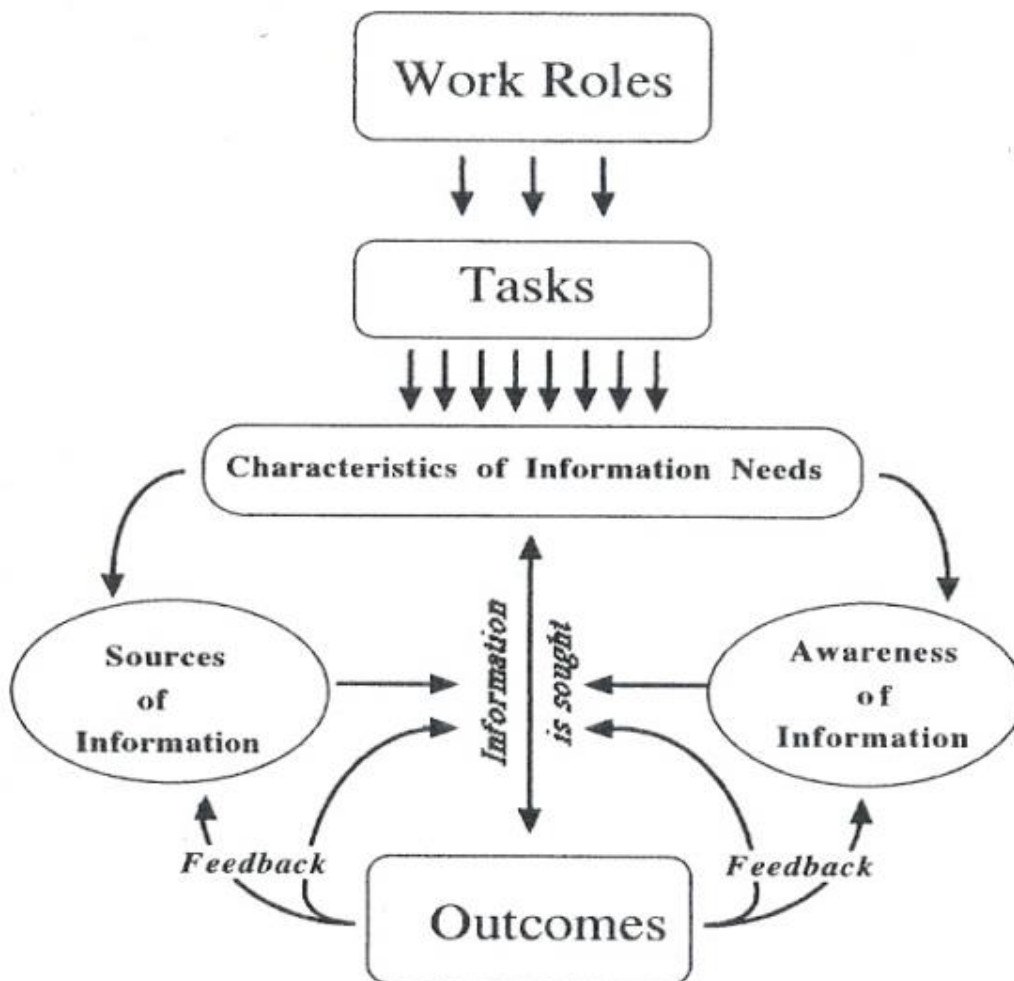 Work Roles
Tasks
Characteristics of Information Needs
Sources
of
Information
Information
is sought
Awareness
of
Information
Feedback
Feedback
Outcomes